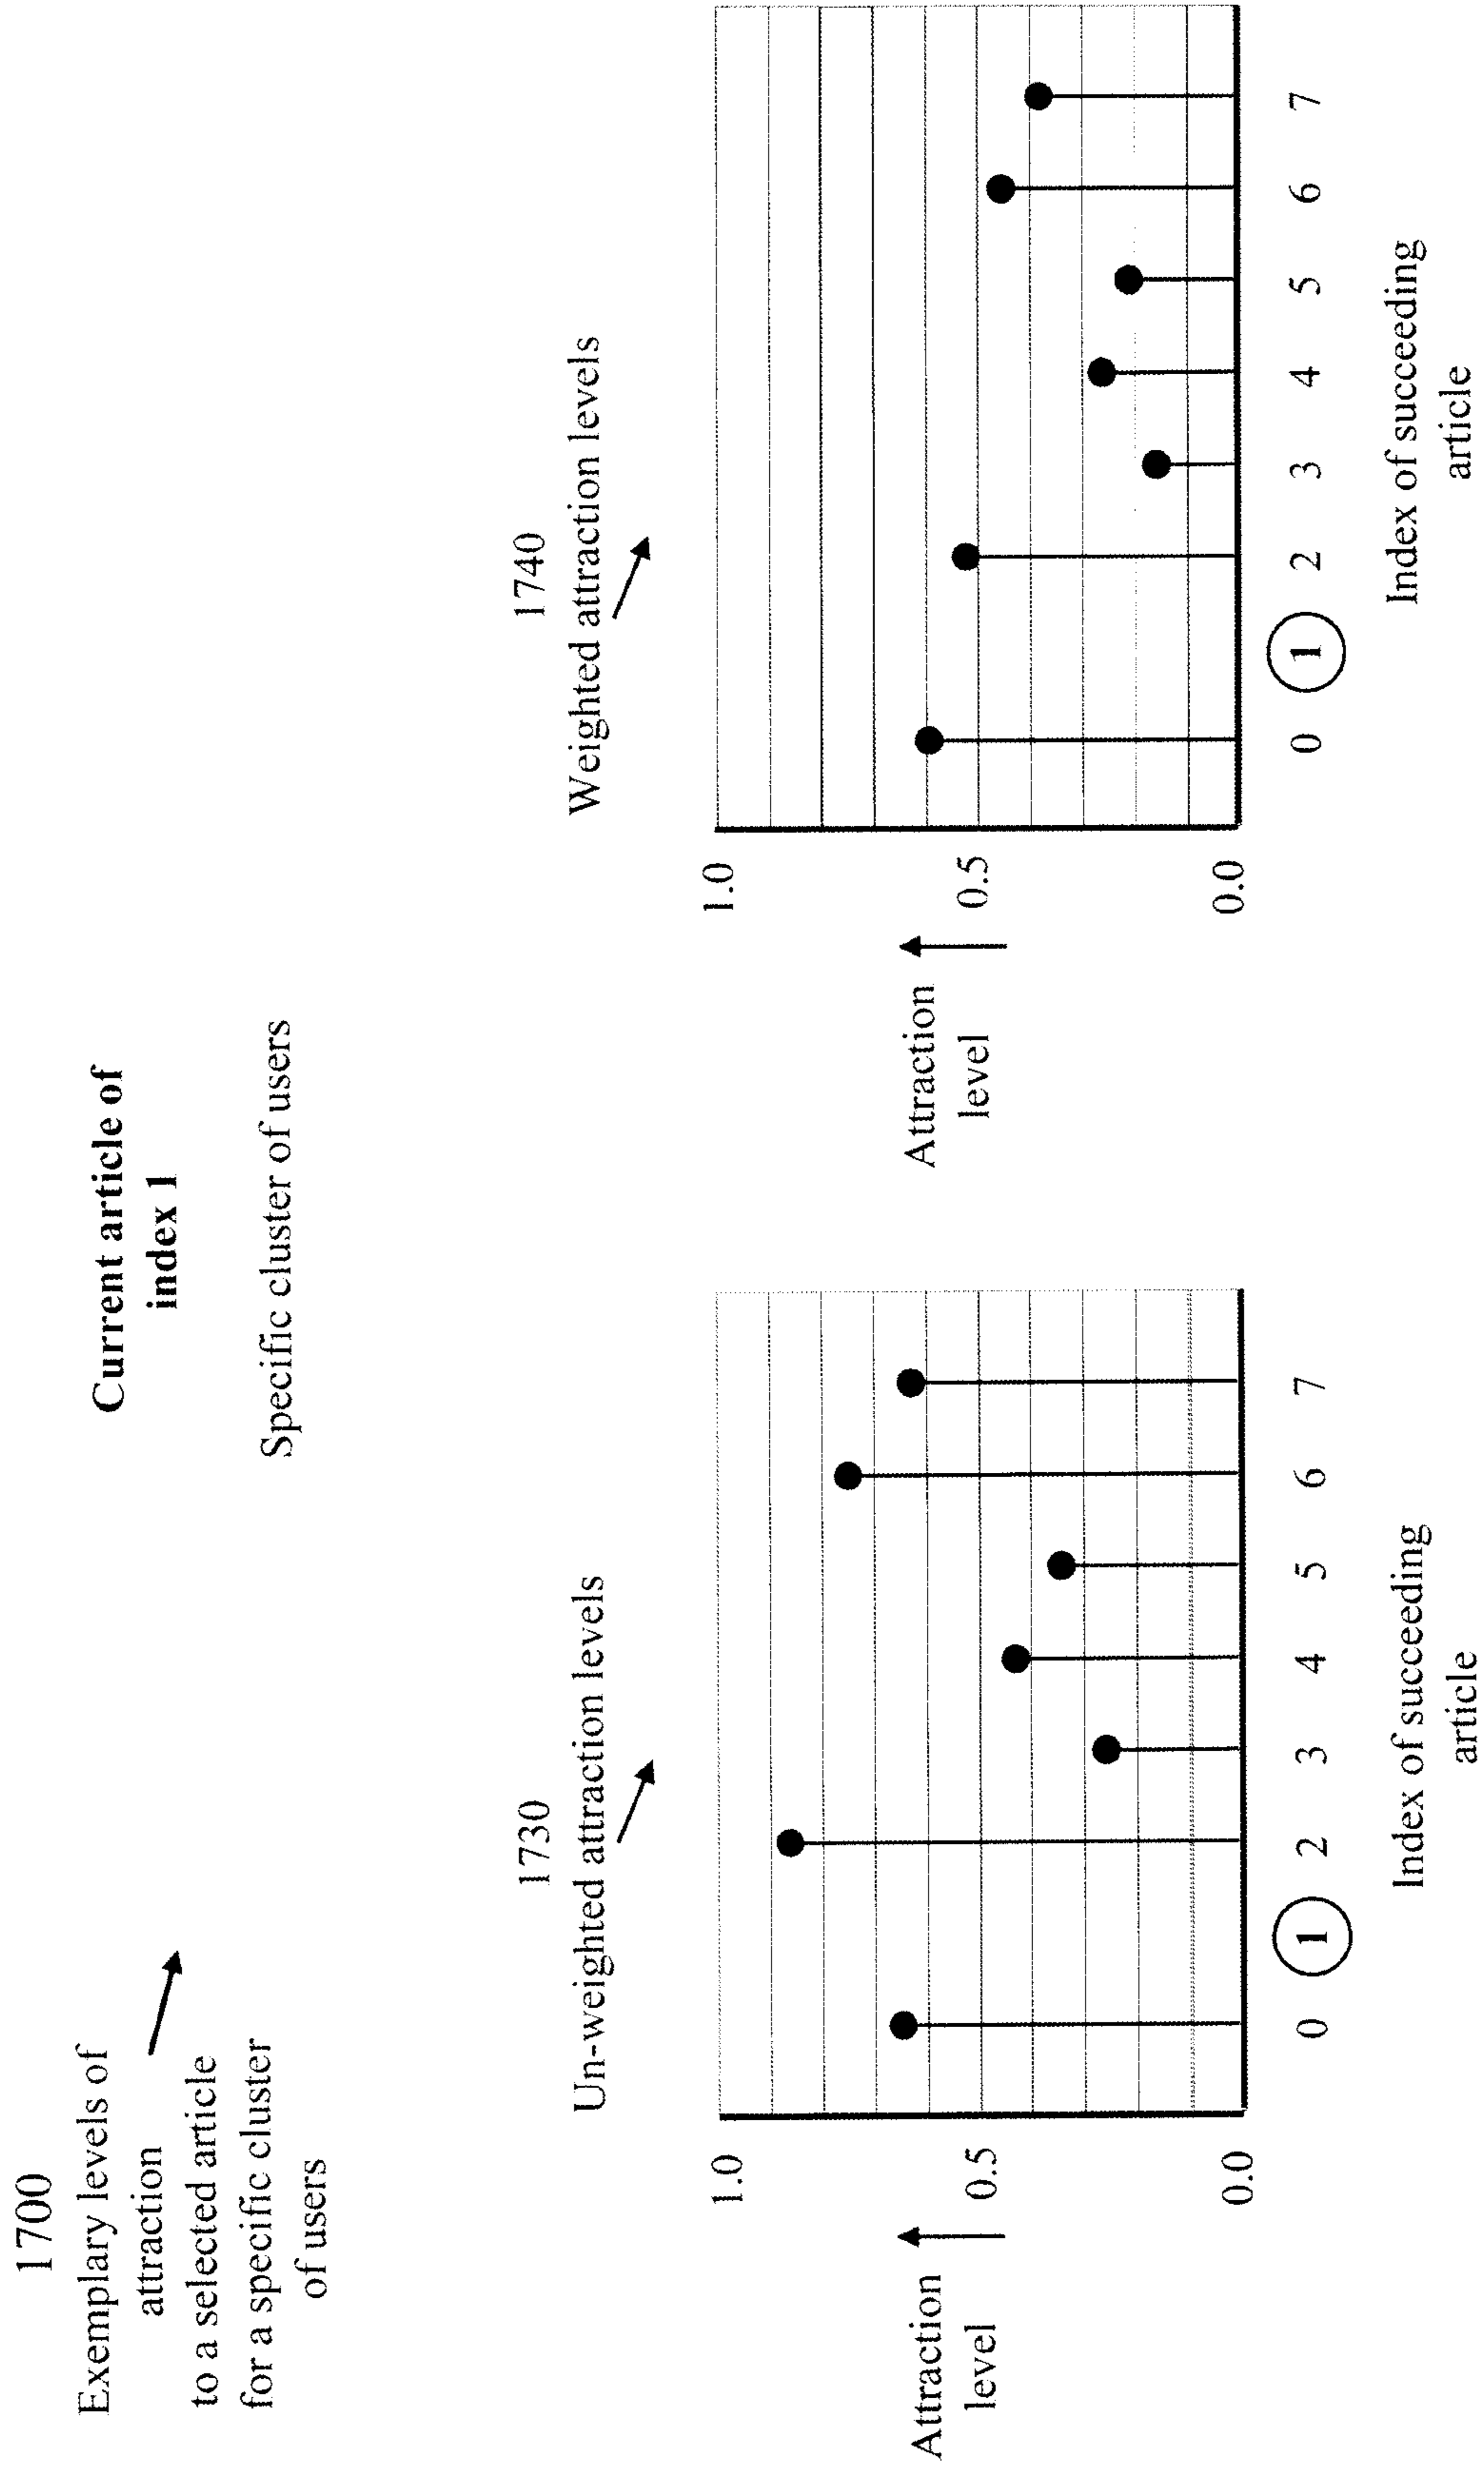 1700
Exemplary levels of
attraction
to a selected article
for a specific cluster
of users
Current article of
index 1
Specific cluster of users
1730
Un-weighted attraction levels
1.0
0.5
0.0
Attraction
level
0 1 2 3 4 5 6 7
Index of succeeding
article
1740
Weighted attraction levels
1.0
0.5
0.0
Attraction
level
0 1 2 3 4 5 6 7
Index of succeeding
article